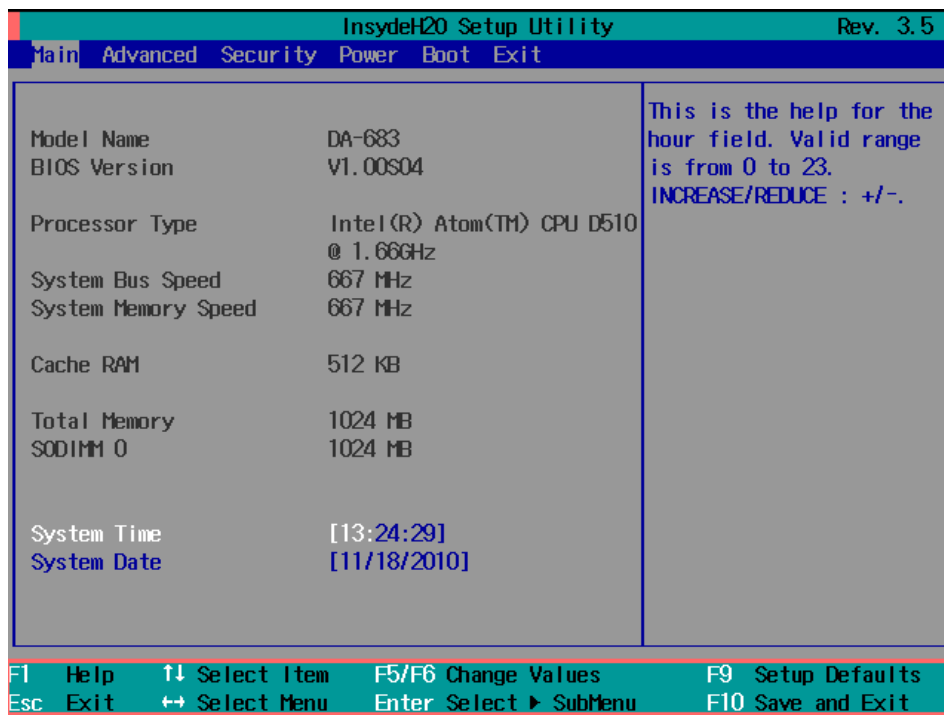 InsydeH20 Setup Utility Rev. 3.5
Main Advanced Security Power Boot Exit
Model Name DA-683
BIOS Version V1.00S04
Processor Type Intel(R) Atom(TM) CPU D510
@ 1.66GHz
System Bus Speed 667 MHz
System Memory Speed 667 MHz
Cache RAM 512 KB
Total Memory 1024 MB
SODIMM 0 1024 MB
System Time [13:24:29]
System Date [11/18/2010]
This is the help for the
hour field. Valid range
is from 0 to 23.
INCREASE/REDUCE : +/-.
F1 Help ↑↓ Select Item F5/F6 Change Values F9 Setup Defaults
Esc Exit ↔ Select Menu Enter Select ▶ SubMenu F10 Save and Exit